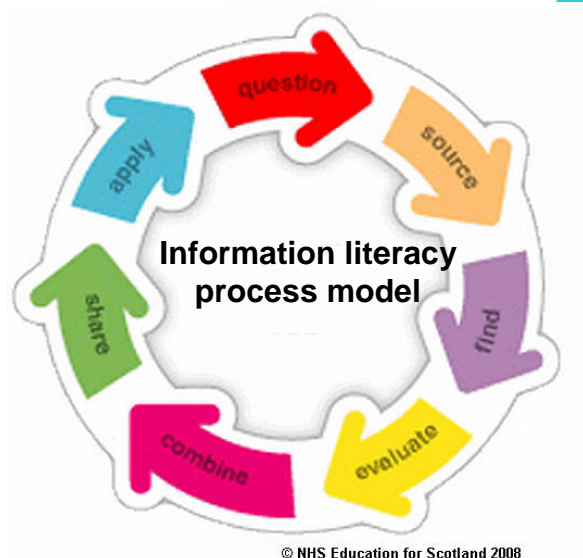 question
source
find
evaluate
combine
share
apply
Information literacy
process model
© NHS Education for Scotland 2008